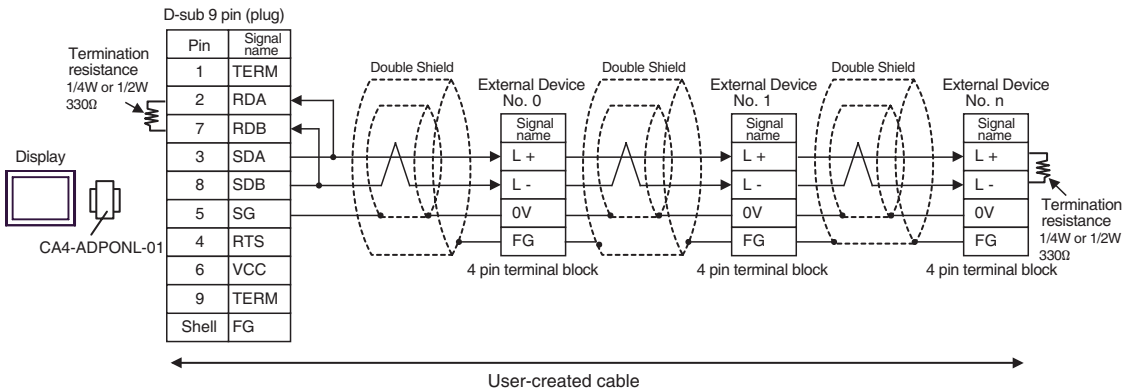 D-sub 9 pin (plug)
Termination
resistance
1/4W or 1/2W
330Ω
Display
CA4-ADPONL-01
Pin Signal name
1 TERM
2 RDA
7 RDB
3 SDA
8 SDB
5 SG
4 RTS
6 VCC
9 TERM
Shell FG
Double Shield
External Device
No. 0
Signal
name
L +
L -
0V
FG
4 pin terminal block
Double Shield
External Device
No. 1
Signal
name
L +
L -
0V
FG
4 pin terminal block
Double Shield
External Device
No. n
Signal
name
L +
L -
0V
FG
4 pin terminal block
Termination
resistance
1/4W or 1/2W
330Ω
User-created cable